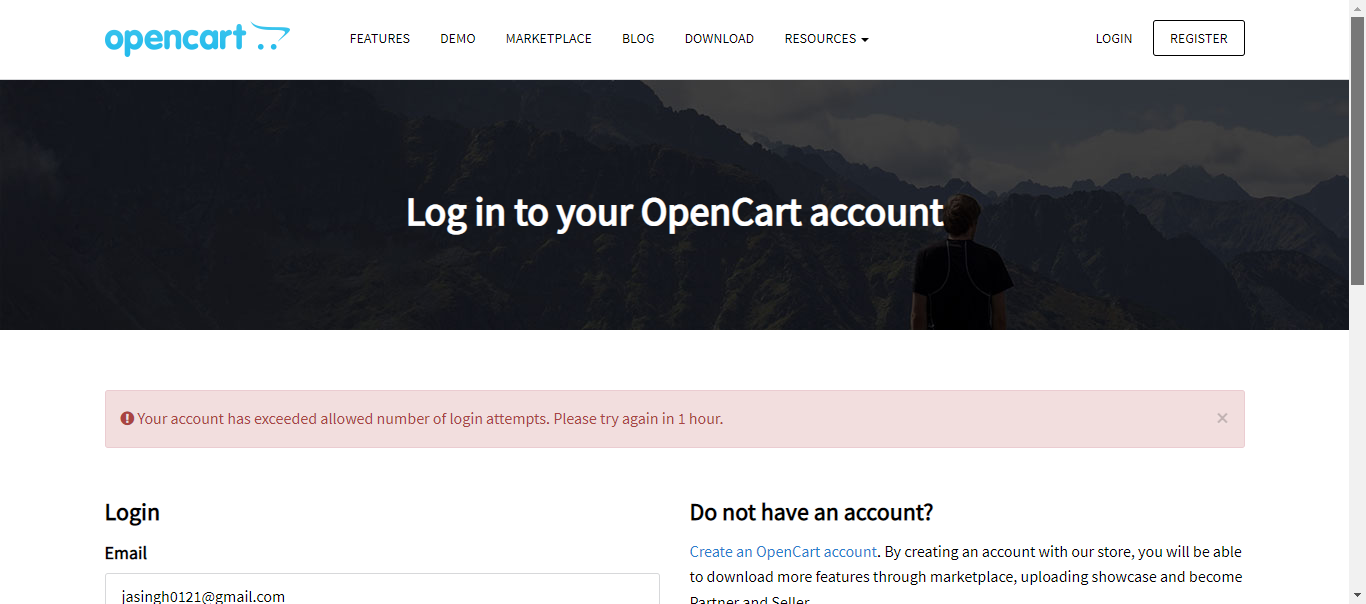 opencart
FEATURES DEMO MARKETPLACE BLOG DOWNLOAD RESOURCES LOGIN REGISTER
Log in to your OpenCart account
Your account has exceeded allowed number of login attempts. Please try again in 1 hour. ×
Login
Email
jasingh0121@gmail.com
Do not have an account?
Create an OpenCart account. By creating an account with our store, you will be able
to download more features through marketplace, uploading showcase and become
Partner and Seller